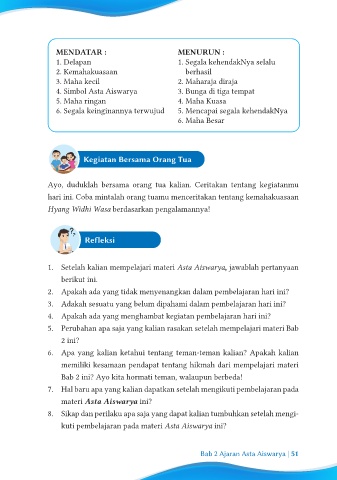 MENDATAR :
1. Delapan
2. Kemahakuasaan
3. Maha kecil
4. Simbol Asta Aiswarya
5. Maha ringan
6. Segala keinginannya terwujud
MENURUN :
1. Segala kehendakNya selalu
berhasil
2. Maharaja diraja
3. Bunga di tiga tempat
4. Maha Kuasa
5. Mencapai segala kehendakNya
6. Maha Besar
Kegiatan Bersama Orang Tua
Ayo, duduklah bersama orang tua kalian. Ceritakan tentang kegiatanmu
hari ini. Coba mintalah orang tuamu menceritakan tentang kemahakuasaan
Hyang Widhi Wasa berdasarkan pengalamannya!
Refleksi
1. Setelah kalian mempelajari materi Asta Aiswarya, jawablah pertanyaan
berikut ini.
2. Apakah ada yang tidak menyenangkan dalam pembelajaran hari ini?
3. Adakah sesuatu yang belum dipahami dalam pembelajaran hari ini?
4. Apakah ada yang menghambat kegiatan pembelajaran hari ini?
5. Perubahan apa saja yang kalian rasakan setelah mempelajari materi Bab
2 ini?
6. Apa yang kalian ketahui tentang teman-teman kalian? Apakah kalian
memiliki kesamaan pendapat tentang hikmah dari mempelajari materi
Bab 2 ini? Ayo kita hormati teman, walaupun berbeda!
7. Hal baru apa yang kalian dapatkan setelah mengikuti pembelajaran pada
materi Asta Aiswarya ini?
8. Sikap dan perilaku apa saja yang dapat kalian tumbuhkan setelah mengi-
kuti pembelajaran pada materi Asta Aiswarya ini?
Bab 2 Ajaran Asta Aiswarya | 51